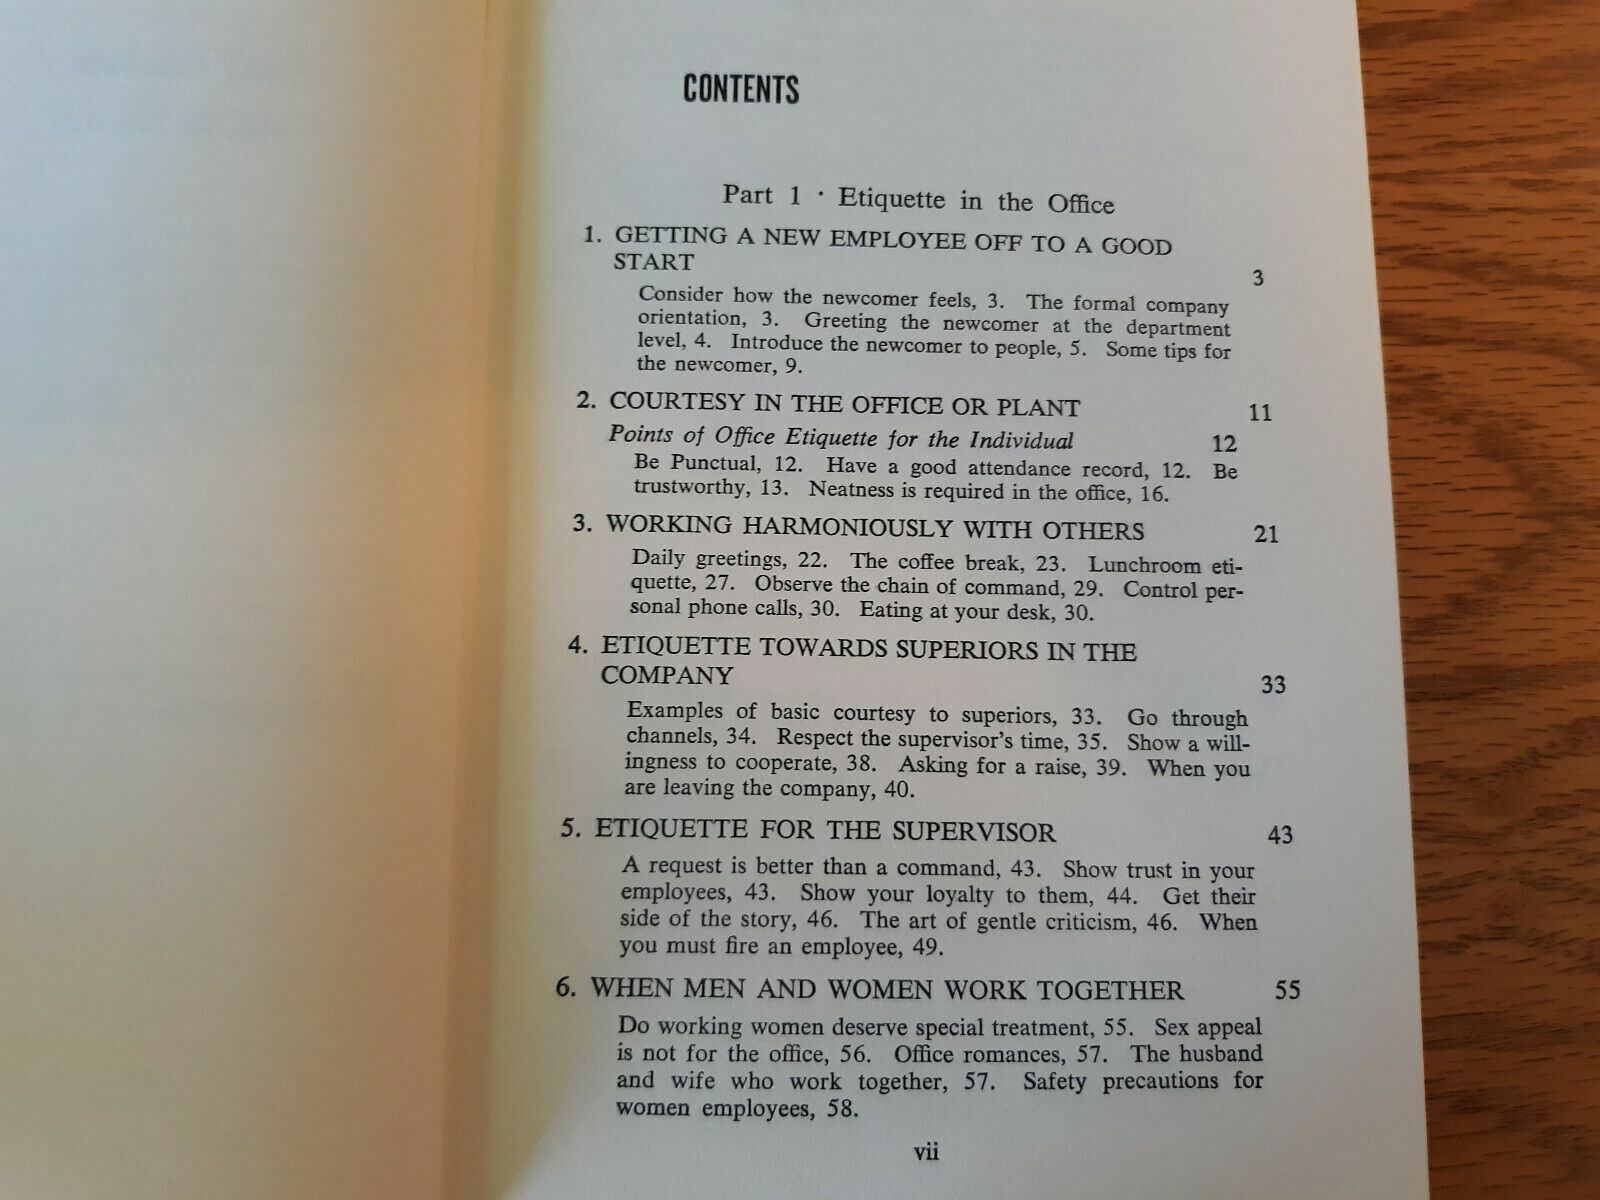 CONTENTS
Part 1 · Etiquette in the Office
1. GETTING A NEW EMPLOYEE OFF TO A GOOD
START 3
Consider how the newcomer feels, 3. The formal company
orientation, 3. Greeting the newcomer at the department
level, 4. Introduce the newcomer to people, 5. Some tips for
the newcomer, 9.
2. COURTESY IN THE OFFICE OR PLANT 11
Points of Office Etiquette for the Individual 12
Be Punctual, 12. Have a good attendance record, 12. Be
trustworthy, 13. Neatness is required in the office, 16.
3. WORKING HARMONIOUSLY WITH OTHERS 21
Daily greetings, 22. The coffee break, 23. Lunchroom eti-
quette, 27. Observe the chain of command, 29. Control per-
sonal phone calls, 30. Eating at your desk, 30.
4. ETIQUETTE TOWARDS SUPERIORS IN THE
COMPANY 33
Examples of basic courtesy to superiors, 33. Go through
channels, 34. Respect the supervisor's time, 35. Show a will-
ingness to cooperate, 38. Asking for a raise, 39. When you
are leaving the company, 40.
5. ETIQUETTE FOR THE SUPERVISOR 43
A request is better than a command, 43. Show trust in your
employees, 43. Show your loyalty to them, 44. Get their
side of the story, 46. The art of gentle criticism, 46. When
you must fire an employee, 49.
6. WHEN MEN AND WOMEN WORK TOGETHER 55
Do working women deserve special treatment, 55. Sex appeal
is not for the office, 56. Office romances, 57. The husband
and wife who work together, 57. Safety precautions for
women employees, 58.
vii